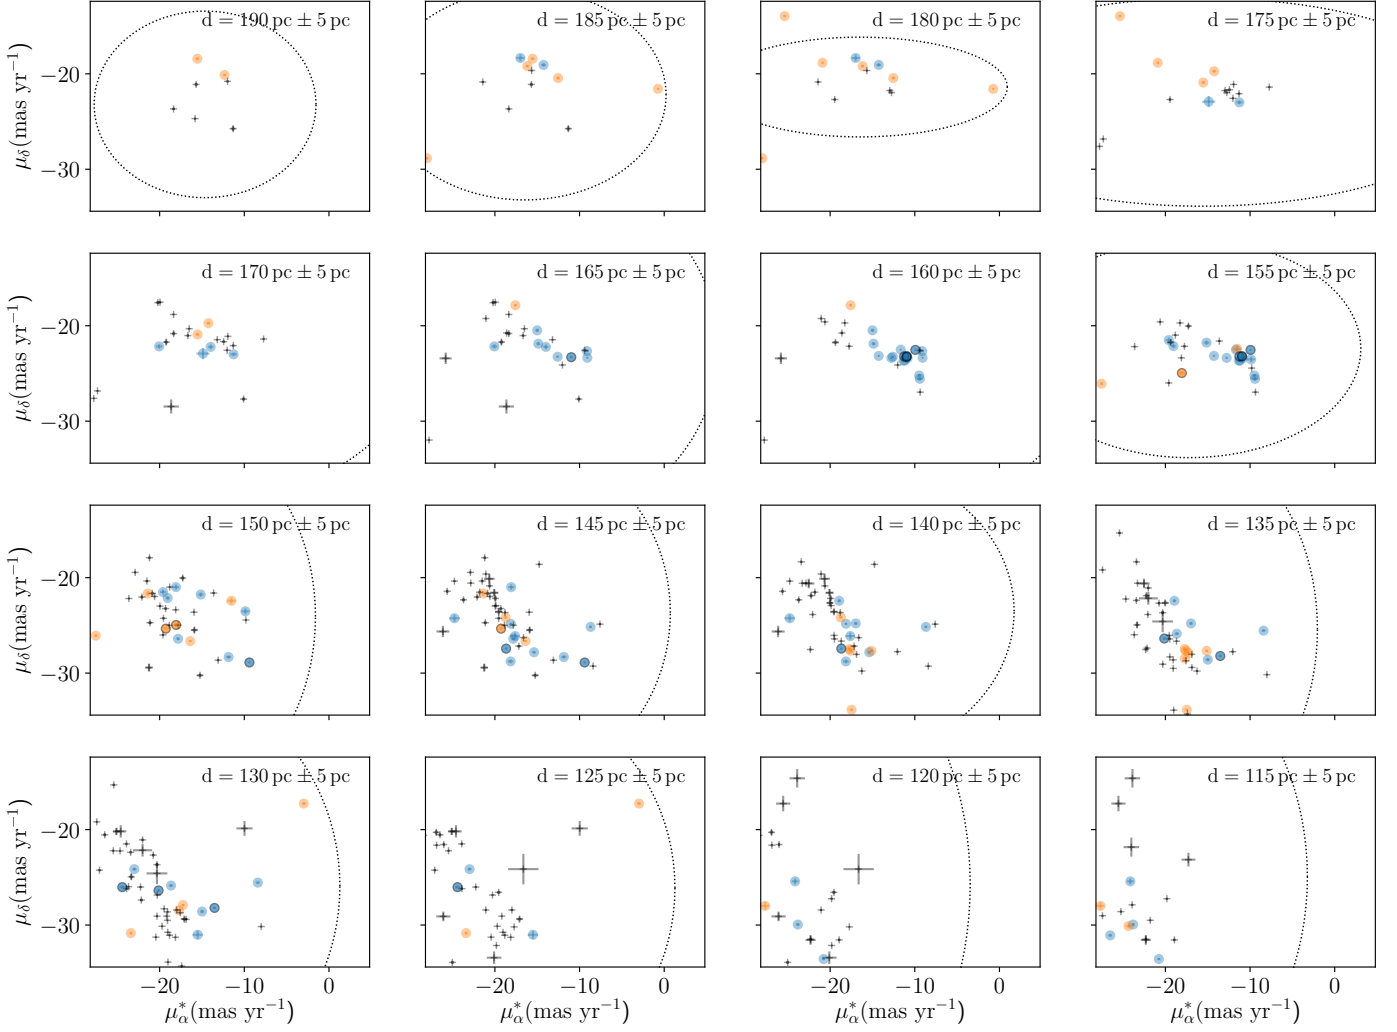 d = 190 pc ± 5 pc
d = 185 pc ± 5 pc
d = 180 pc ± 5 pc
d = 175 pc ± 5 pc
μδ(mas yr⁻¹)
−20
−30
d = 170 pc ± 5 pc
d = 165 pc ± 5 pc
d = 160 pc ± 5 pc
d = 155 pc ± 5 pc
μδ(mas yr⁻¹)
−20
−30
d = 150 pc ± 5 pc
d = 145 pc ± 5 pc
d = 140 pc ± 5 pc
d = 135 pc ± 5 pc
μδ(mas yr⁻¹)
−20
−30
d = 130 pc ± 5 pc
d = 125 pc ± 5 pc
d = 120 pc ± 5 pc
d = 115 pc ± 5 pc
μδ(mas yr⁻¹)
−20
−30
−20 −10 0
−20 −10 0
−20 −10 0
−20 −10 0
μ*α(mas yr⁻¹)
μ*α(mas yr⁻¹)
μ*α(mas yr⁻¹)
μ*α(mas yr⁻¹)